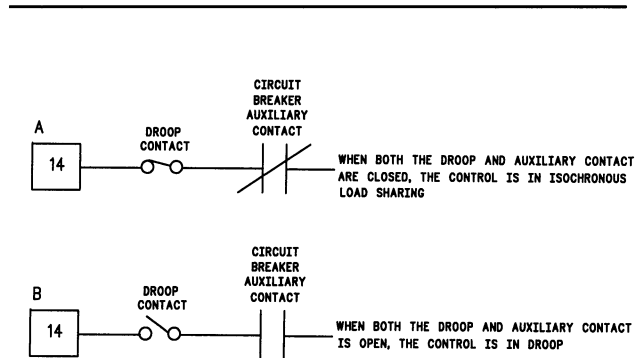 CIRCUIT
BREAKER
AUXILIARY
CONTACT
A
DROOP
CONTACT
14
WHEN BOTH THE DROOP AND AUXILIARY CONTACT
ARE CLOSED, THE CONTROL IS IN ISOCHRONOUS
LOAD SHARING
CIRCUIT
BREAKER
AUXILIARY
CONTACT
B
DROOP
CONTACT
14
WHEN BOTH THE DROOP AND AUXILIARY CONTACT
IS OPEN, THE CONTROL IS IN DROOP